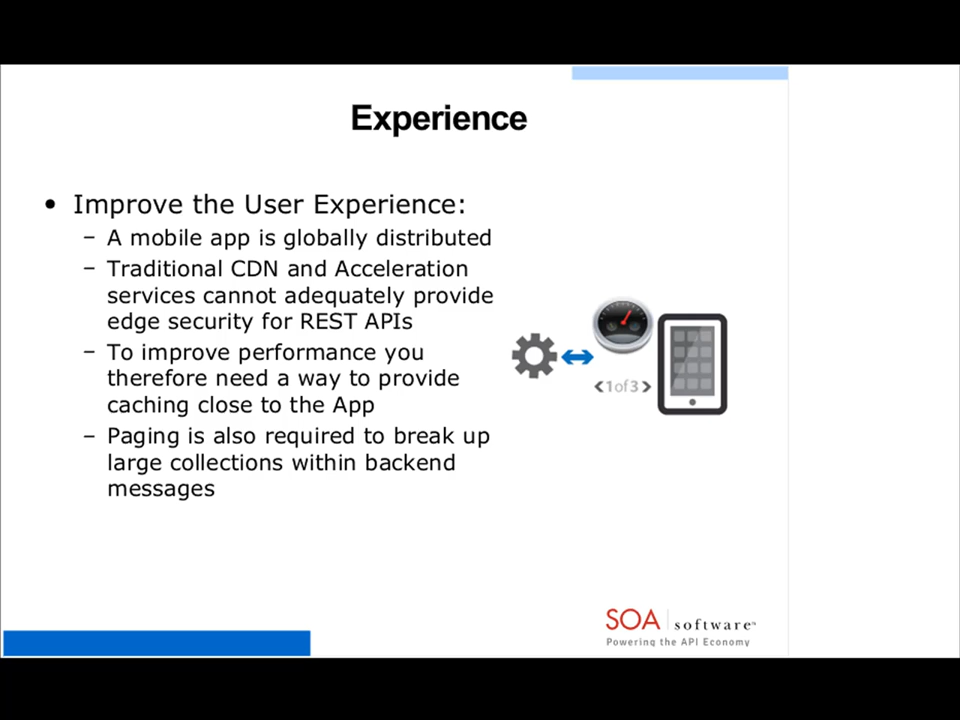 Experience
• Improve the User Experience:
– A mobile app is globally distributed
– Traditional CDN and Acceleration
services cannot adequately provide
edge security for REST APIs
– To improve performance you
therefore need a way to provide
caching close to the App
– Paging is also required to break up
large collections within backend
messages
<1of3>
SOA software™
Powering the API Economy